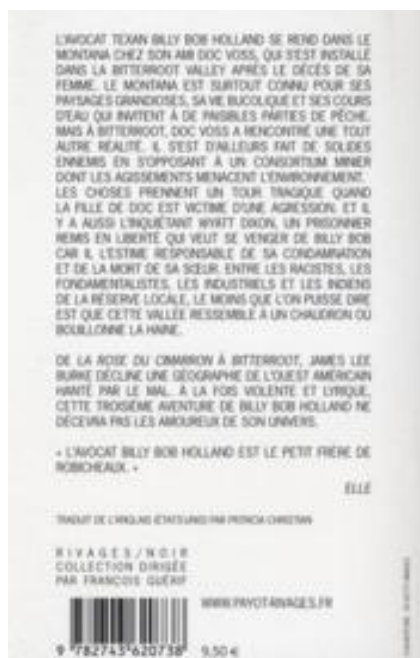 L'AVOCAT TEXAN BILLY BOB HOLLAND SE REND DANS LE
MONTANA CHEZ SON AMI DOC VOSS, QUI S'EST INSTALLÉ
DANS LA BITTERROOT VALLEY APRÈS LE DÉCÈS DE SA
FEMME. LE MONTANA EST SURTOUT CONNU POUR SES
PAYSAGES GRANDIOSES, SA VIE BUCOLIQUE ET SES COURS
D'EAU QUI INVITENT À DE PAISIBLES PARTIES DE PÊCHE.
MAIS À BITTERROOT, DOC VOSS A RENCONTRÉ UNE TOUT
AUTRE RÉALITÉ. IL S'EST D'AILLEURS FAIT DE SOLIDES
ENNEMIS EN S'OPPOSANT À UN CONSORTIUM MINIER
DONT LES AGISSEMENTS MENACENT L'ENVIRONNEMENT.
LES CHOSES PRENNENT UN TOUR TRAGIQUE QUAND
LA FILLE DE DOC EST VICTIME D'UNE AGRESSION. ET IL
Y A AUSSI L'INQUIÉTANT WYATT DIXON, UN PRISONNIER
REMIS EN LIBERTÉ QUI VEUT SE VENGER DE BILLY BOB
CAR IL L'ESTIME RESPONSABLE DE SA CONDAMNATION
ET DE LA MORT DE SA SŒUR. ENTRE LES RACISTES, LES
FONDAMENTALISTES, LES INDUSTRIELS ET LES INDIENS
DE LA RÉSERVE LOCALE, LE MOINS QUE L'ON PUISSE DIRE
EST QUE CETTE VALLÉE RESSEMBLE À UN CHAUDRON OÙ
BOUILLONNE LA HAINE.
DE LA ROSE DU CIMARRON À BITTERROOT, JAMES LEE
BURKE DÉCLINE UNE GÉOGRAPHIE DE L'OUEST AMÉRICAIN
HANTÉ PAR LE MAL. À LA FOIS VIOLENTE ET LYRIQUE,
CETTE TROISIÈME AVENTURE DE BILLY BOB HOLLAND NE
DÉCEVRA PAS LES AMOUREUX DE SON UNIVERS.
« L'AVOCAT BILLY BOB HOLLAND EST LE PETIT FRÈRE DE
ROBICHEAUX. »
ELLE
TRADUIT DE L'ANGLAIS (ÉTATS-UNIS) PAR PATRICIA CHRISTIAN
RIVAGES/NOIR
COLLECTION DIRIGÉE
PAR FRANÇOIS GUÉRIF
WWW.PAYOT-RIVAGES.FR
9 782743 620738
9,50 €